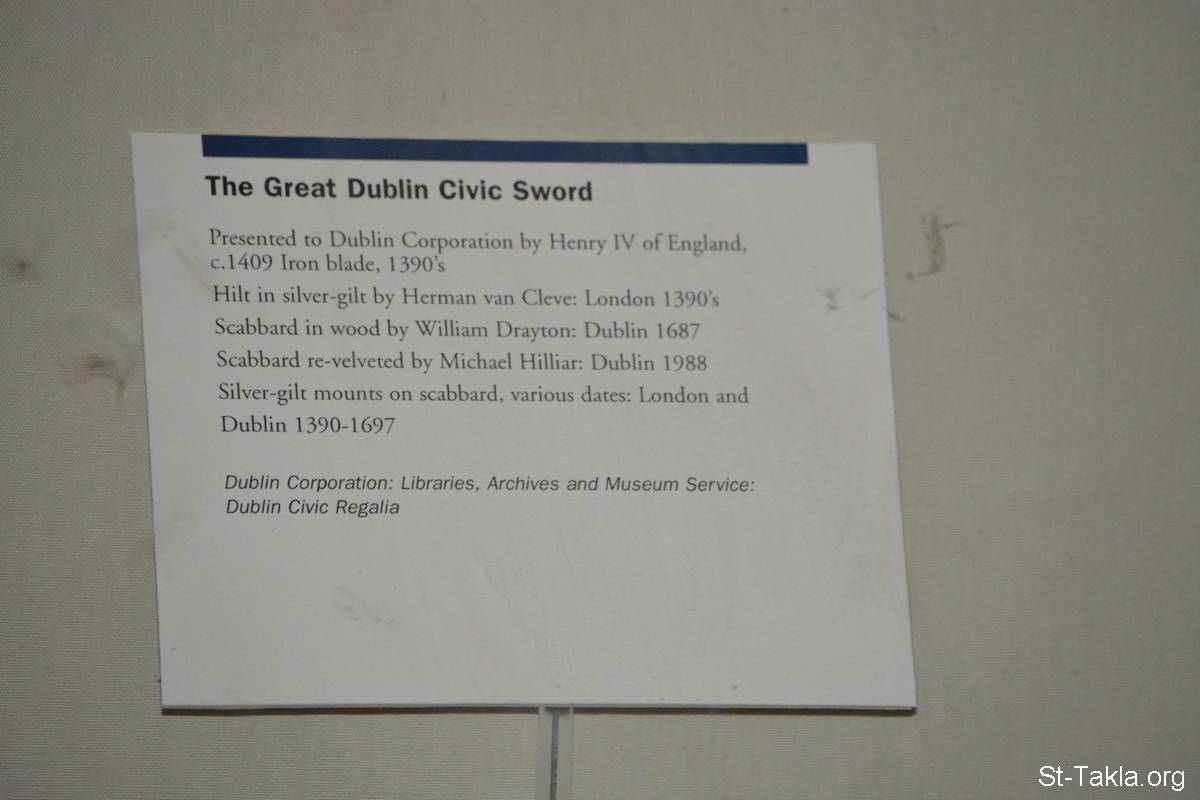 The Great Dublin Civic Sword
Presented to Dublin Corporation by Henry IV of England,
c.1409 Iron blade, 1390's
Hilt in silver-gilt by Herman van Cleve: London 1390's
Scabbard in wood by William Drayton: Dublin 1687
Scabbard re-velveted by Michael Hilliar: Dublin 1988
Silver-gilt mounts on scabbard, various dates: London and
Dublin 1390-1697
Dublin Corporation: Libraries, Archives and Museum Service:
Dublin Civic Regalia
St-Takla.org